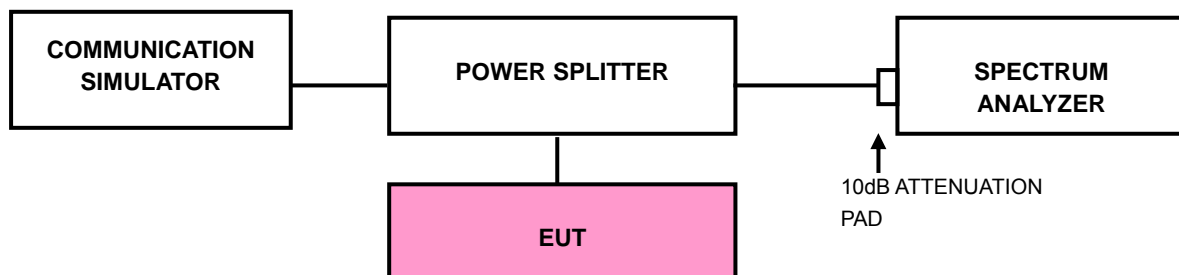 COMMUNICATION
SIMULATOR
POWER SPLITTER
SPECTRUM
ANALYZER
10dB ATTENUATION
PAD
EUT